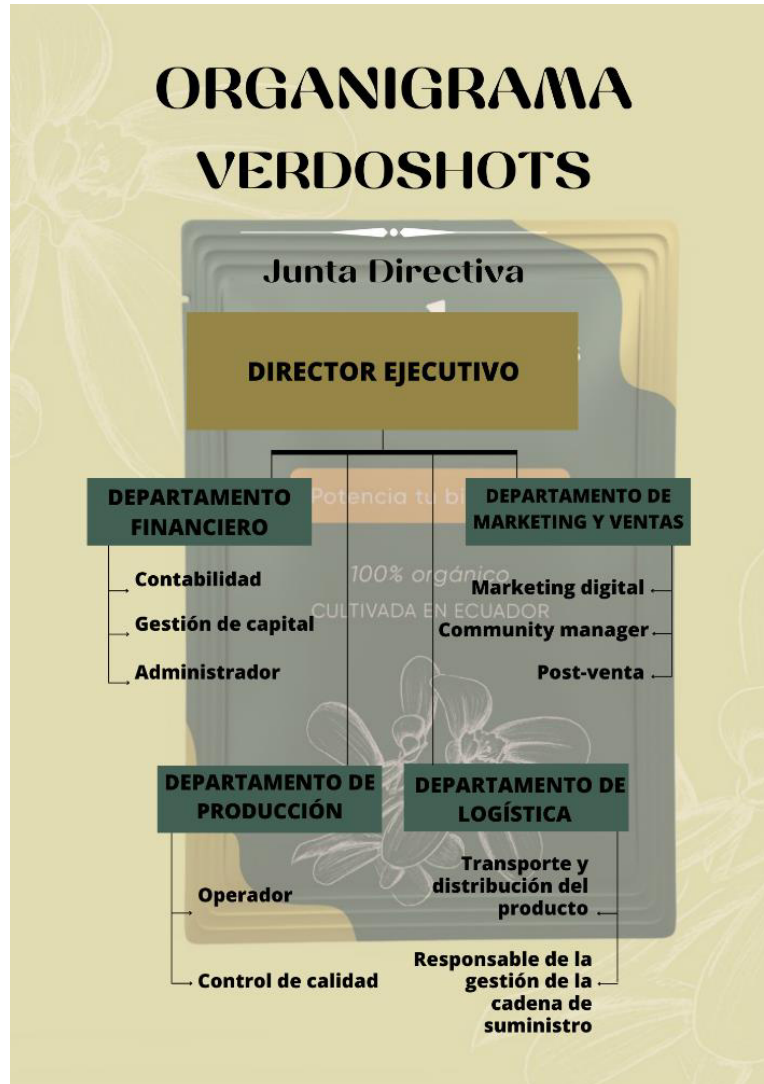 ORGANIGRAMA
VERDOSHOTS
Junta Directiva
DIRECTOR EJECUTIVO
DEPARTAMENTO
FINANCIERO
Contabilidad
Gestión de capital
Administrador
Potencia tu
100% orgánico
CULTIVADA EN ECUADOR
DEPARTAMENTO DE
MARKETING Y VENTAS
Marketing digital
Community manager
Post-venta
DEPARTAMENTO DE
PRODUCCIÓN
Operador
Control de calidad
DEPARTAMENTO DE
LOGÍSTICA
Transporte y
distribución del
producto
Responsable de la
gestión de la
cadena de
suministro